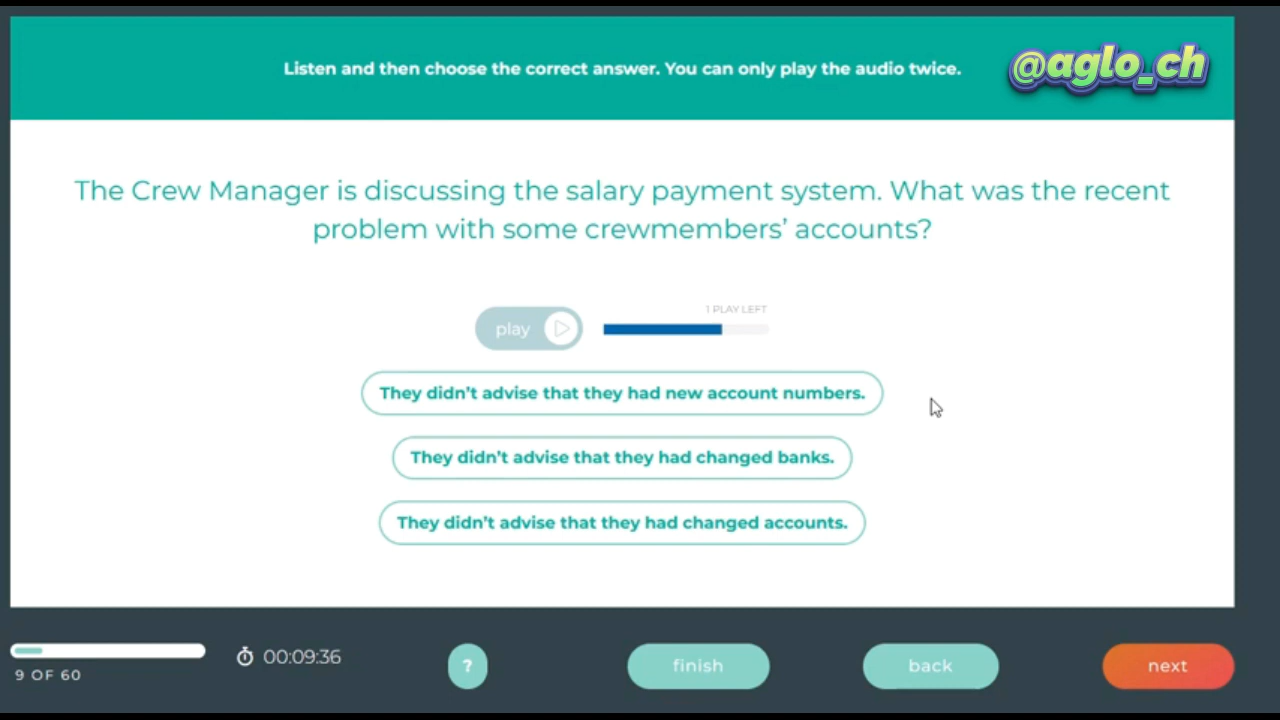 Listen and then choose the correct answer. You can only play the audio twice.
@aglo_ch
The Crew Manager is discussing the salary payment system. What was the recent
problem with some crewmembers’ accounts?
1 PLAY LEFT
play
They didn’t advise that they had new account numbers.
They didn’t advise that they had changed banks.
They didn’t advise that they had changed accounts.
9 OF 60
00:09:36
?
finish
back
next